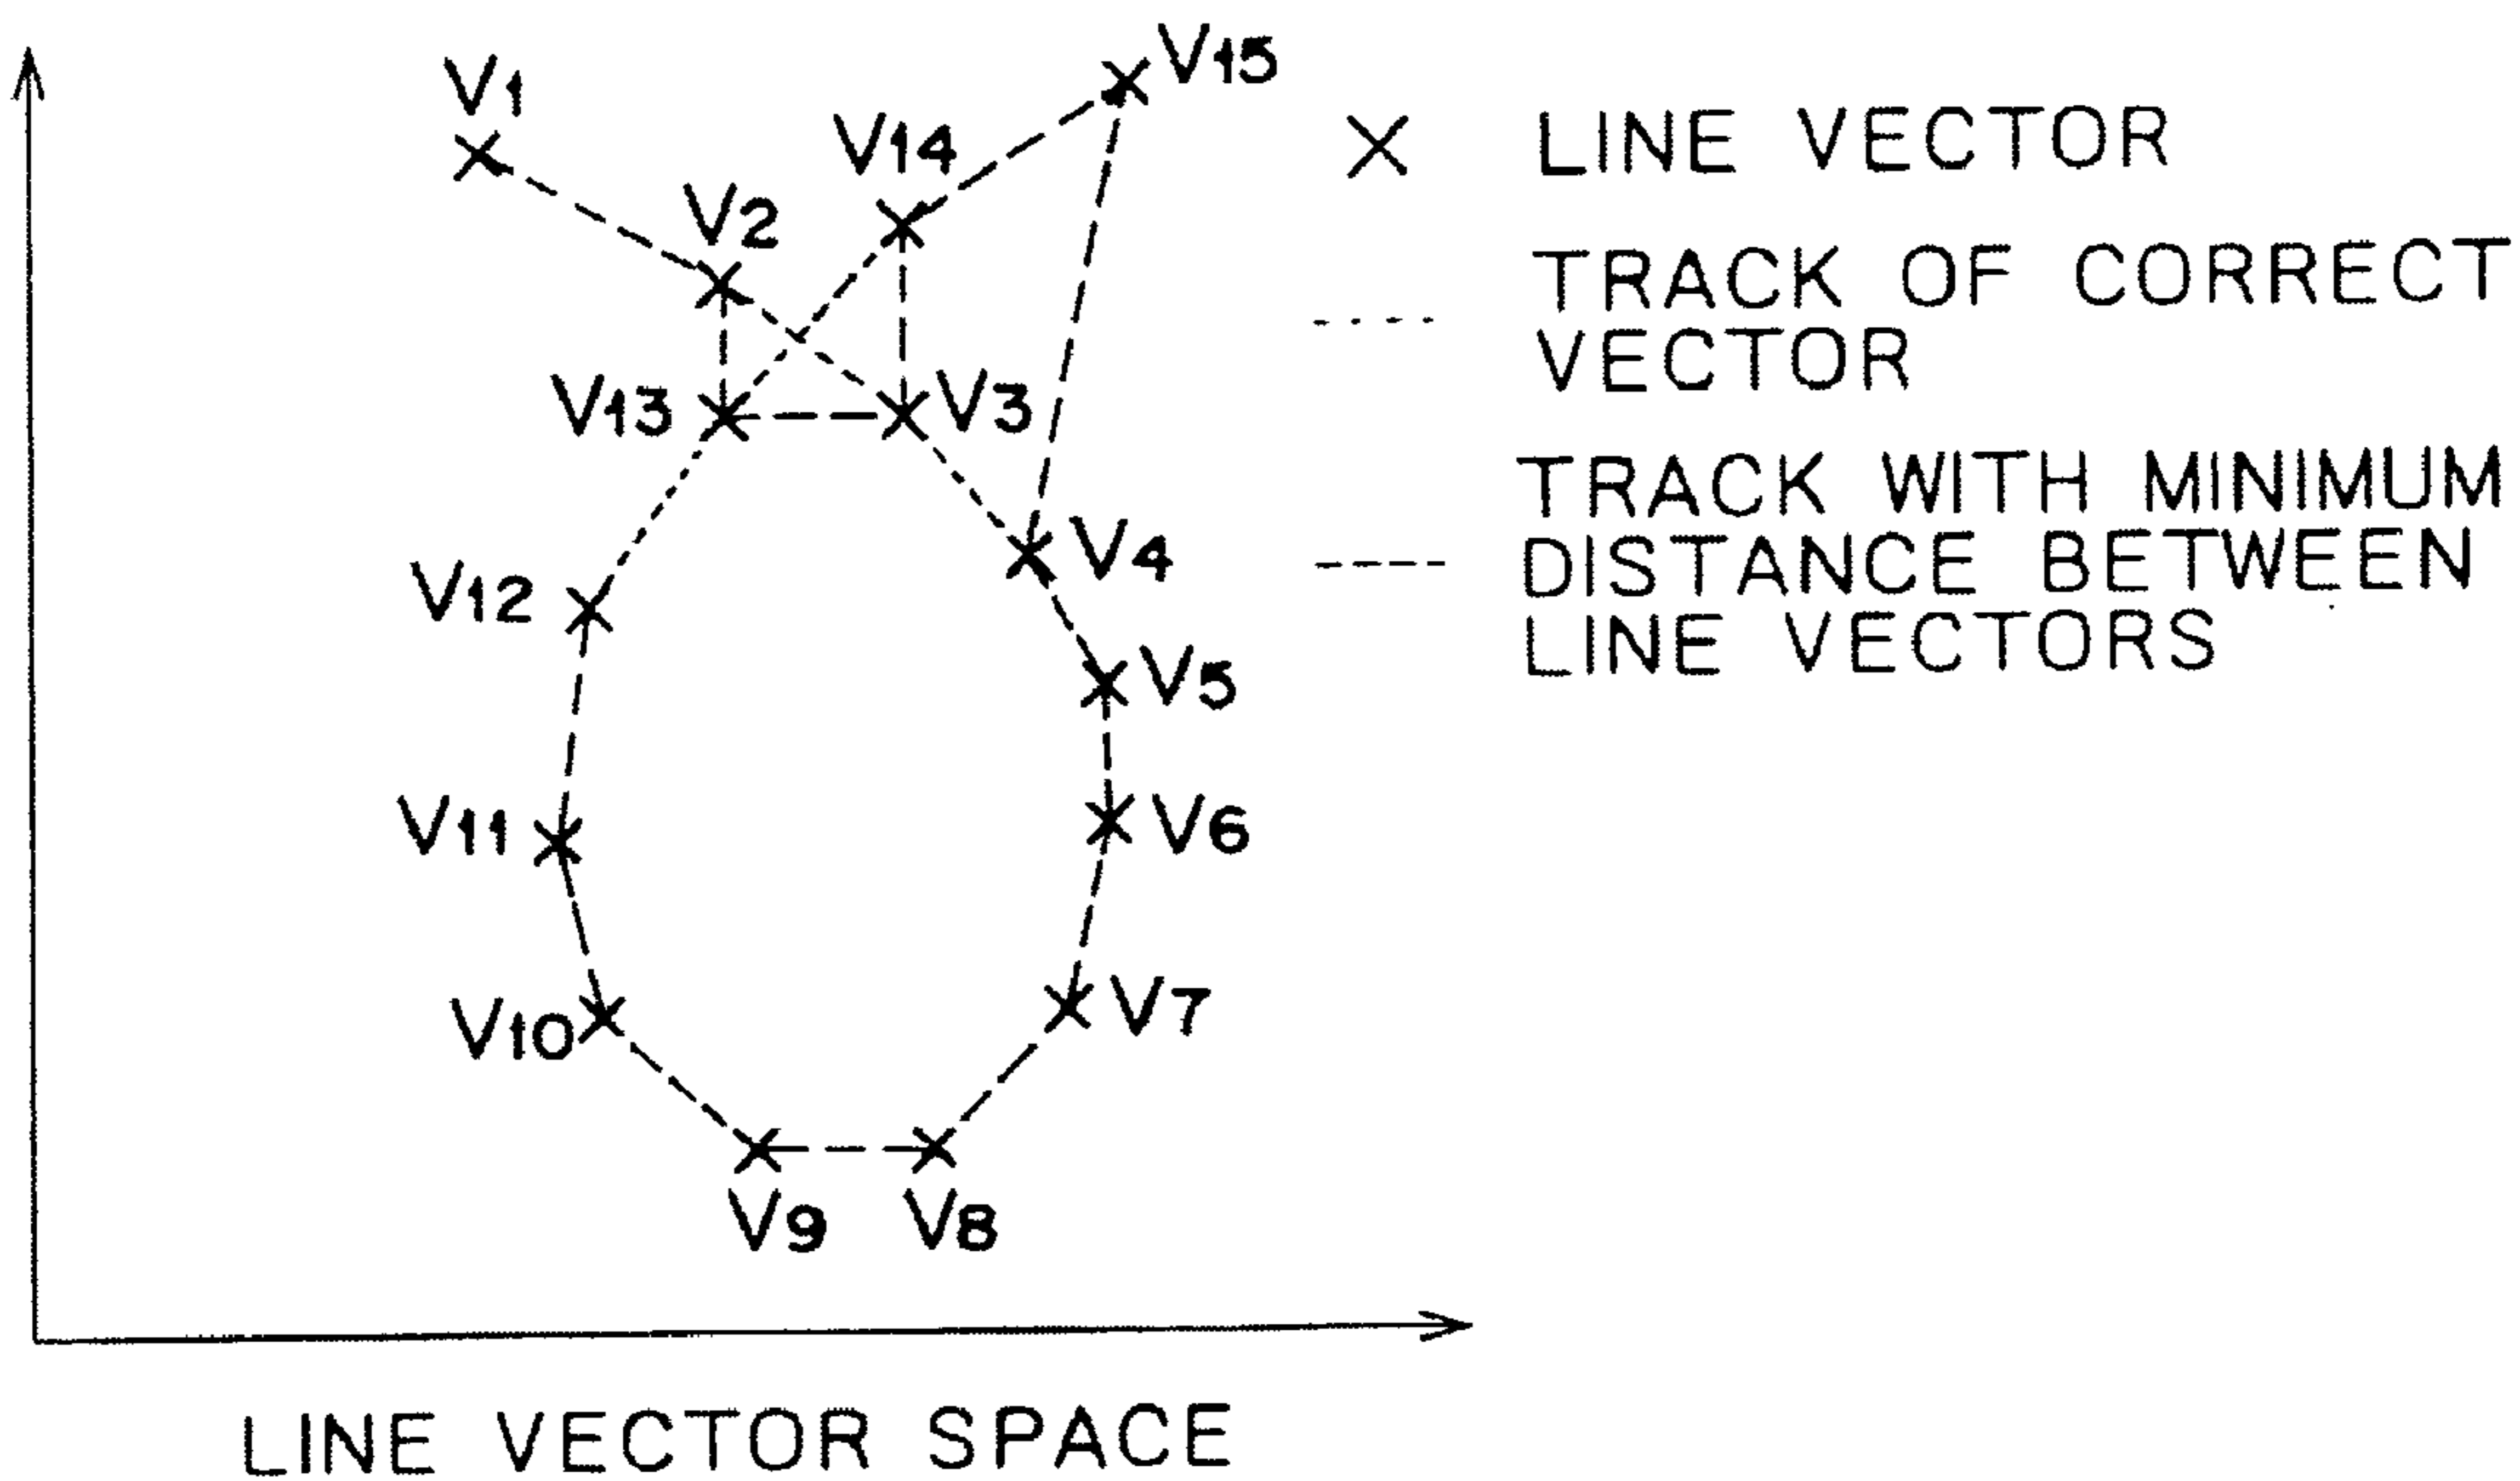 V1
V15
V14
V2
V13
V3
V12
V4
V5
V11
V6
V10
V7
V9
V8
LINE VECTOR
TRACK OF CORRECT
VECTOR
TRACK WITH MINIMUM
DISTANCE BETWEEN
LINE VECTORS
LINE VECTOR SPACE